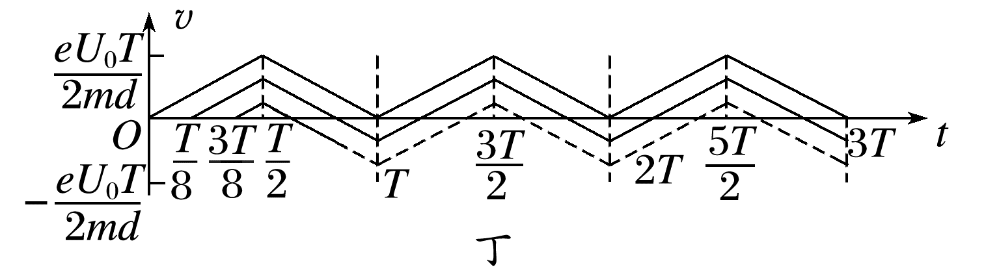 v
eU₀T/2md
O
T/8 3T/8 T/2 T 3T/2 2T 5T/2 3T t
-eU₀T/2md
丁